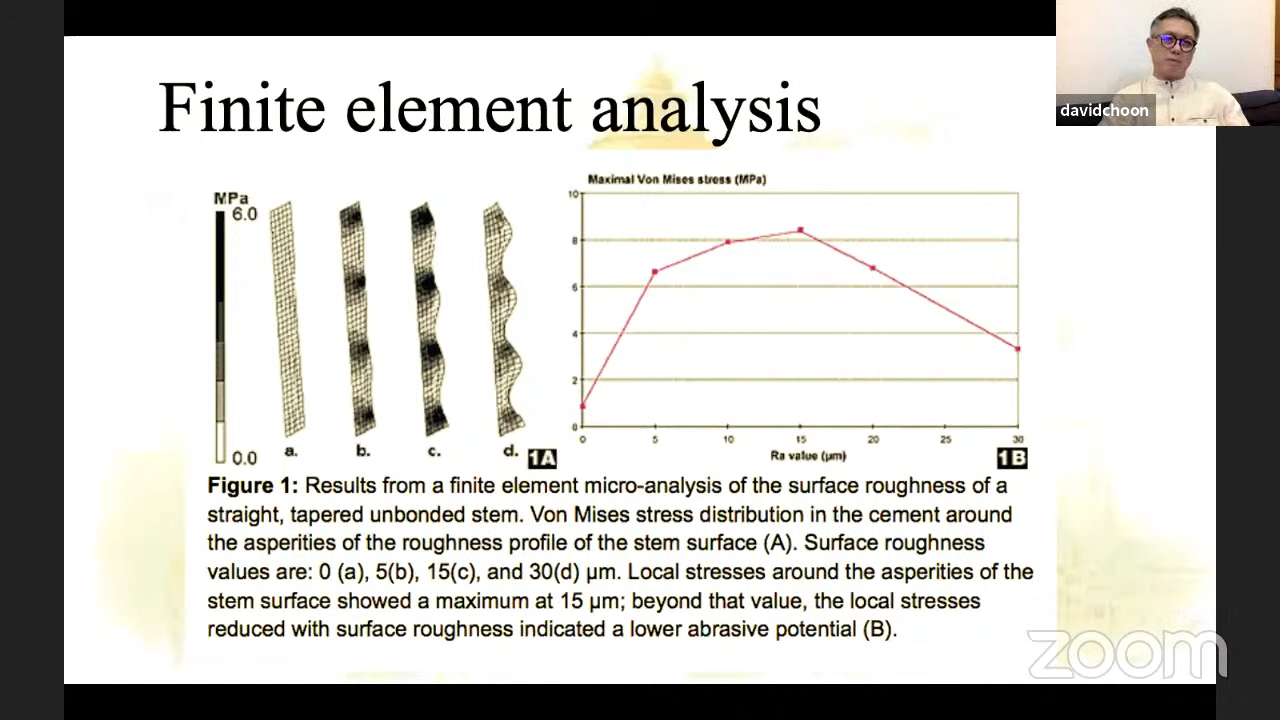 davidchoon
Finite element analysis
MPa
6.0
0.0
a.
b.
c.
d.
1A
Maximal Von Mises stress (MPa)
10
8
6
4
2
0
0 5 10 15 20 25 30
Ra value (µm)
1B
Figure 1: Results from a finite element micro-analysis of the surface roughness of a
straight, tapered unbonded stem. Von Mises stress distribution in the cement around
the asperities of the roughness profile of the stem surface (A). Surface roughness
values are: 0 (a), 5(b), 15(c), and 30(d) µm. Local stresses around the asperities of the
stem surface showed a maximum at 15 µm; beyond that value, the local stresses
reduced with surface roughness indicated a lower abrasive potential (B).
zoom